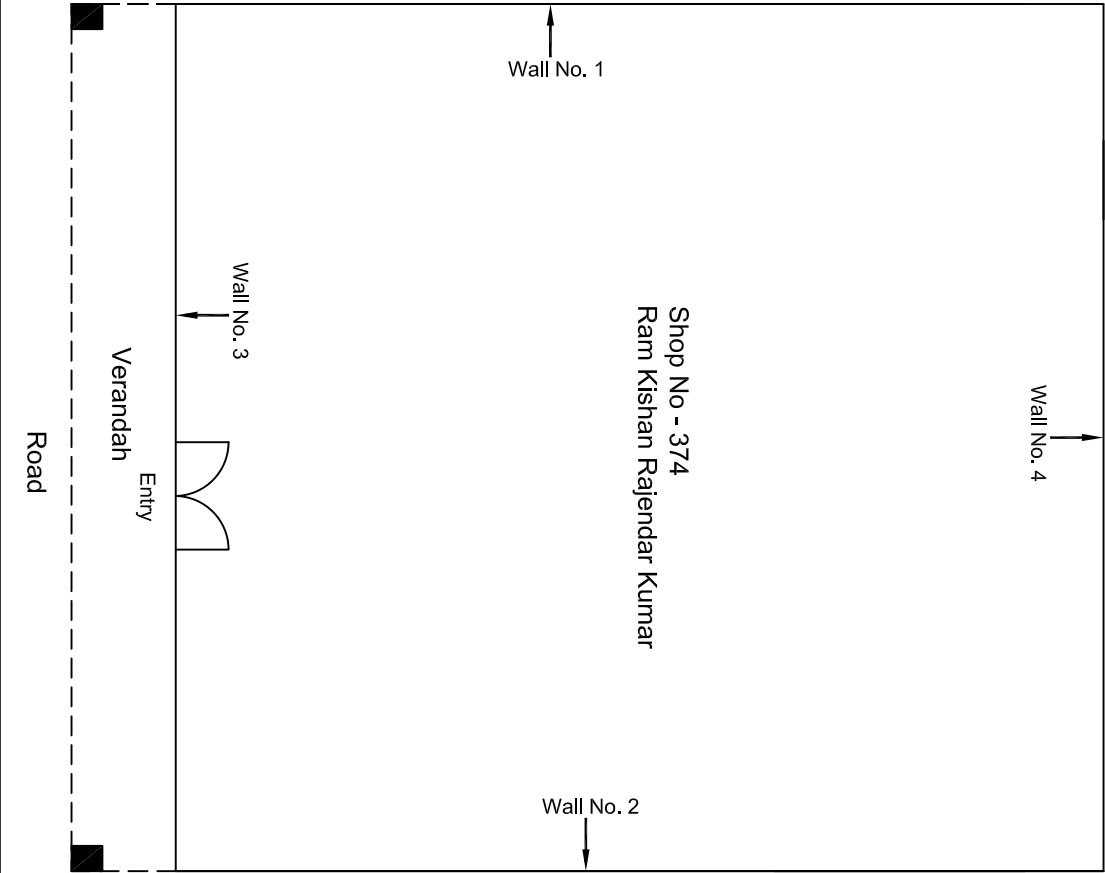 Wall No. 1
Wall No. 3
Shop No - 374
Ram Kishan Rajendar Kumar
Wall No. 4
Verandah
Entry
Road
Wall No. 2